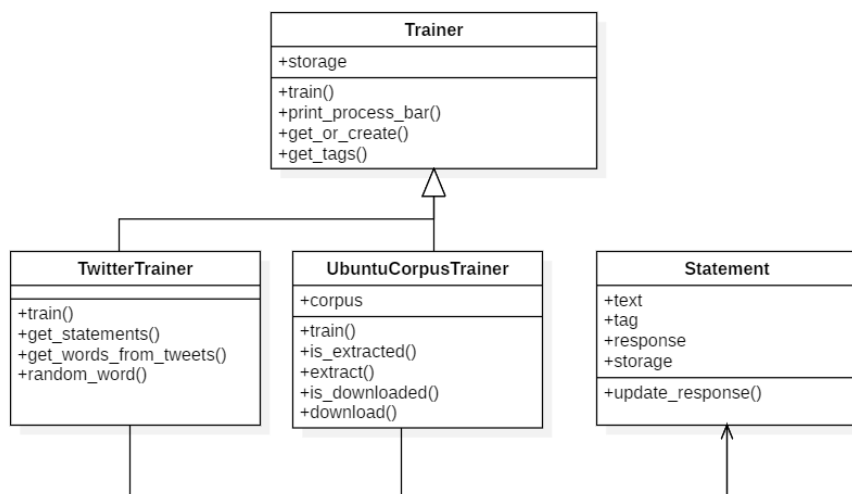 Trainer
+storage
+train()
+print_process_bar()
+get_or_create()
+get_tags()
TwitterTrainer
+train()
+get_statements()
+get_words_from_tweets()
+random_word()
UbuntuCorpusTrainer
+corpus
+train()
+is_extracted()
+extract()
+is_downloaded()
+download()
Statement
+text
+tag
+response
+storage
+update_response()